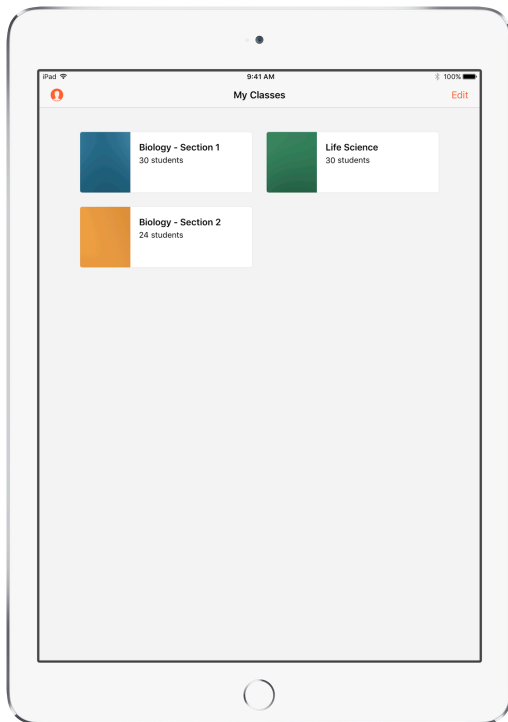 iPad
9:41 AM
100%
My Classes
Edit
Biology - Section 1
30 students
Life Science
30 students
Biology - Section 2
24 students